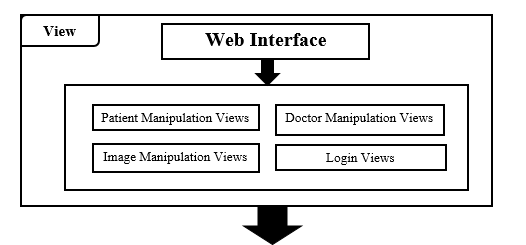 View
Web Interface
Patient Manipulation Views
Doctor Manipulation Views
Image Manipulation Views
Login Views